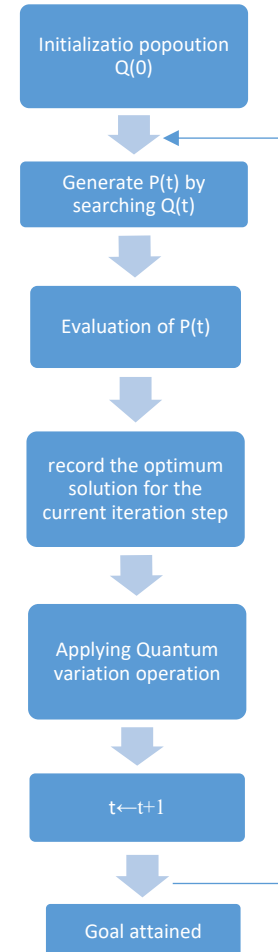 Initializatio popoution
Q(0)
Generate P(t) by
searching Q(t)
Evaluation of P(t)
record the optimum
solution for the
current iteration step
Applying Quantum
variation operation
t←t+1
Goal attained